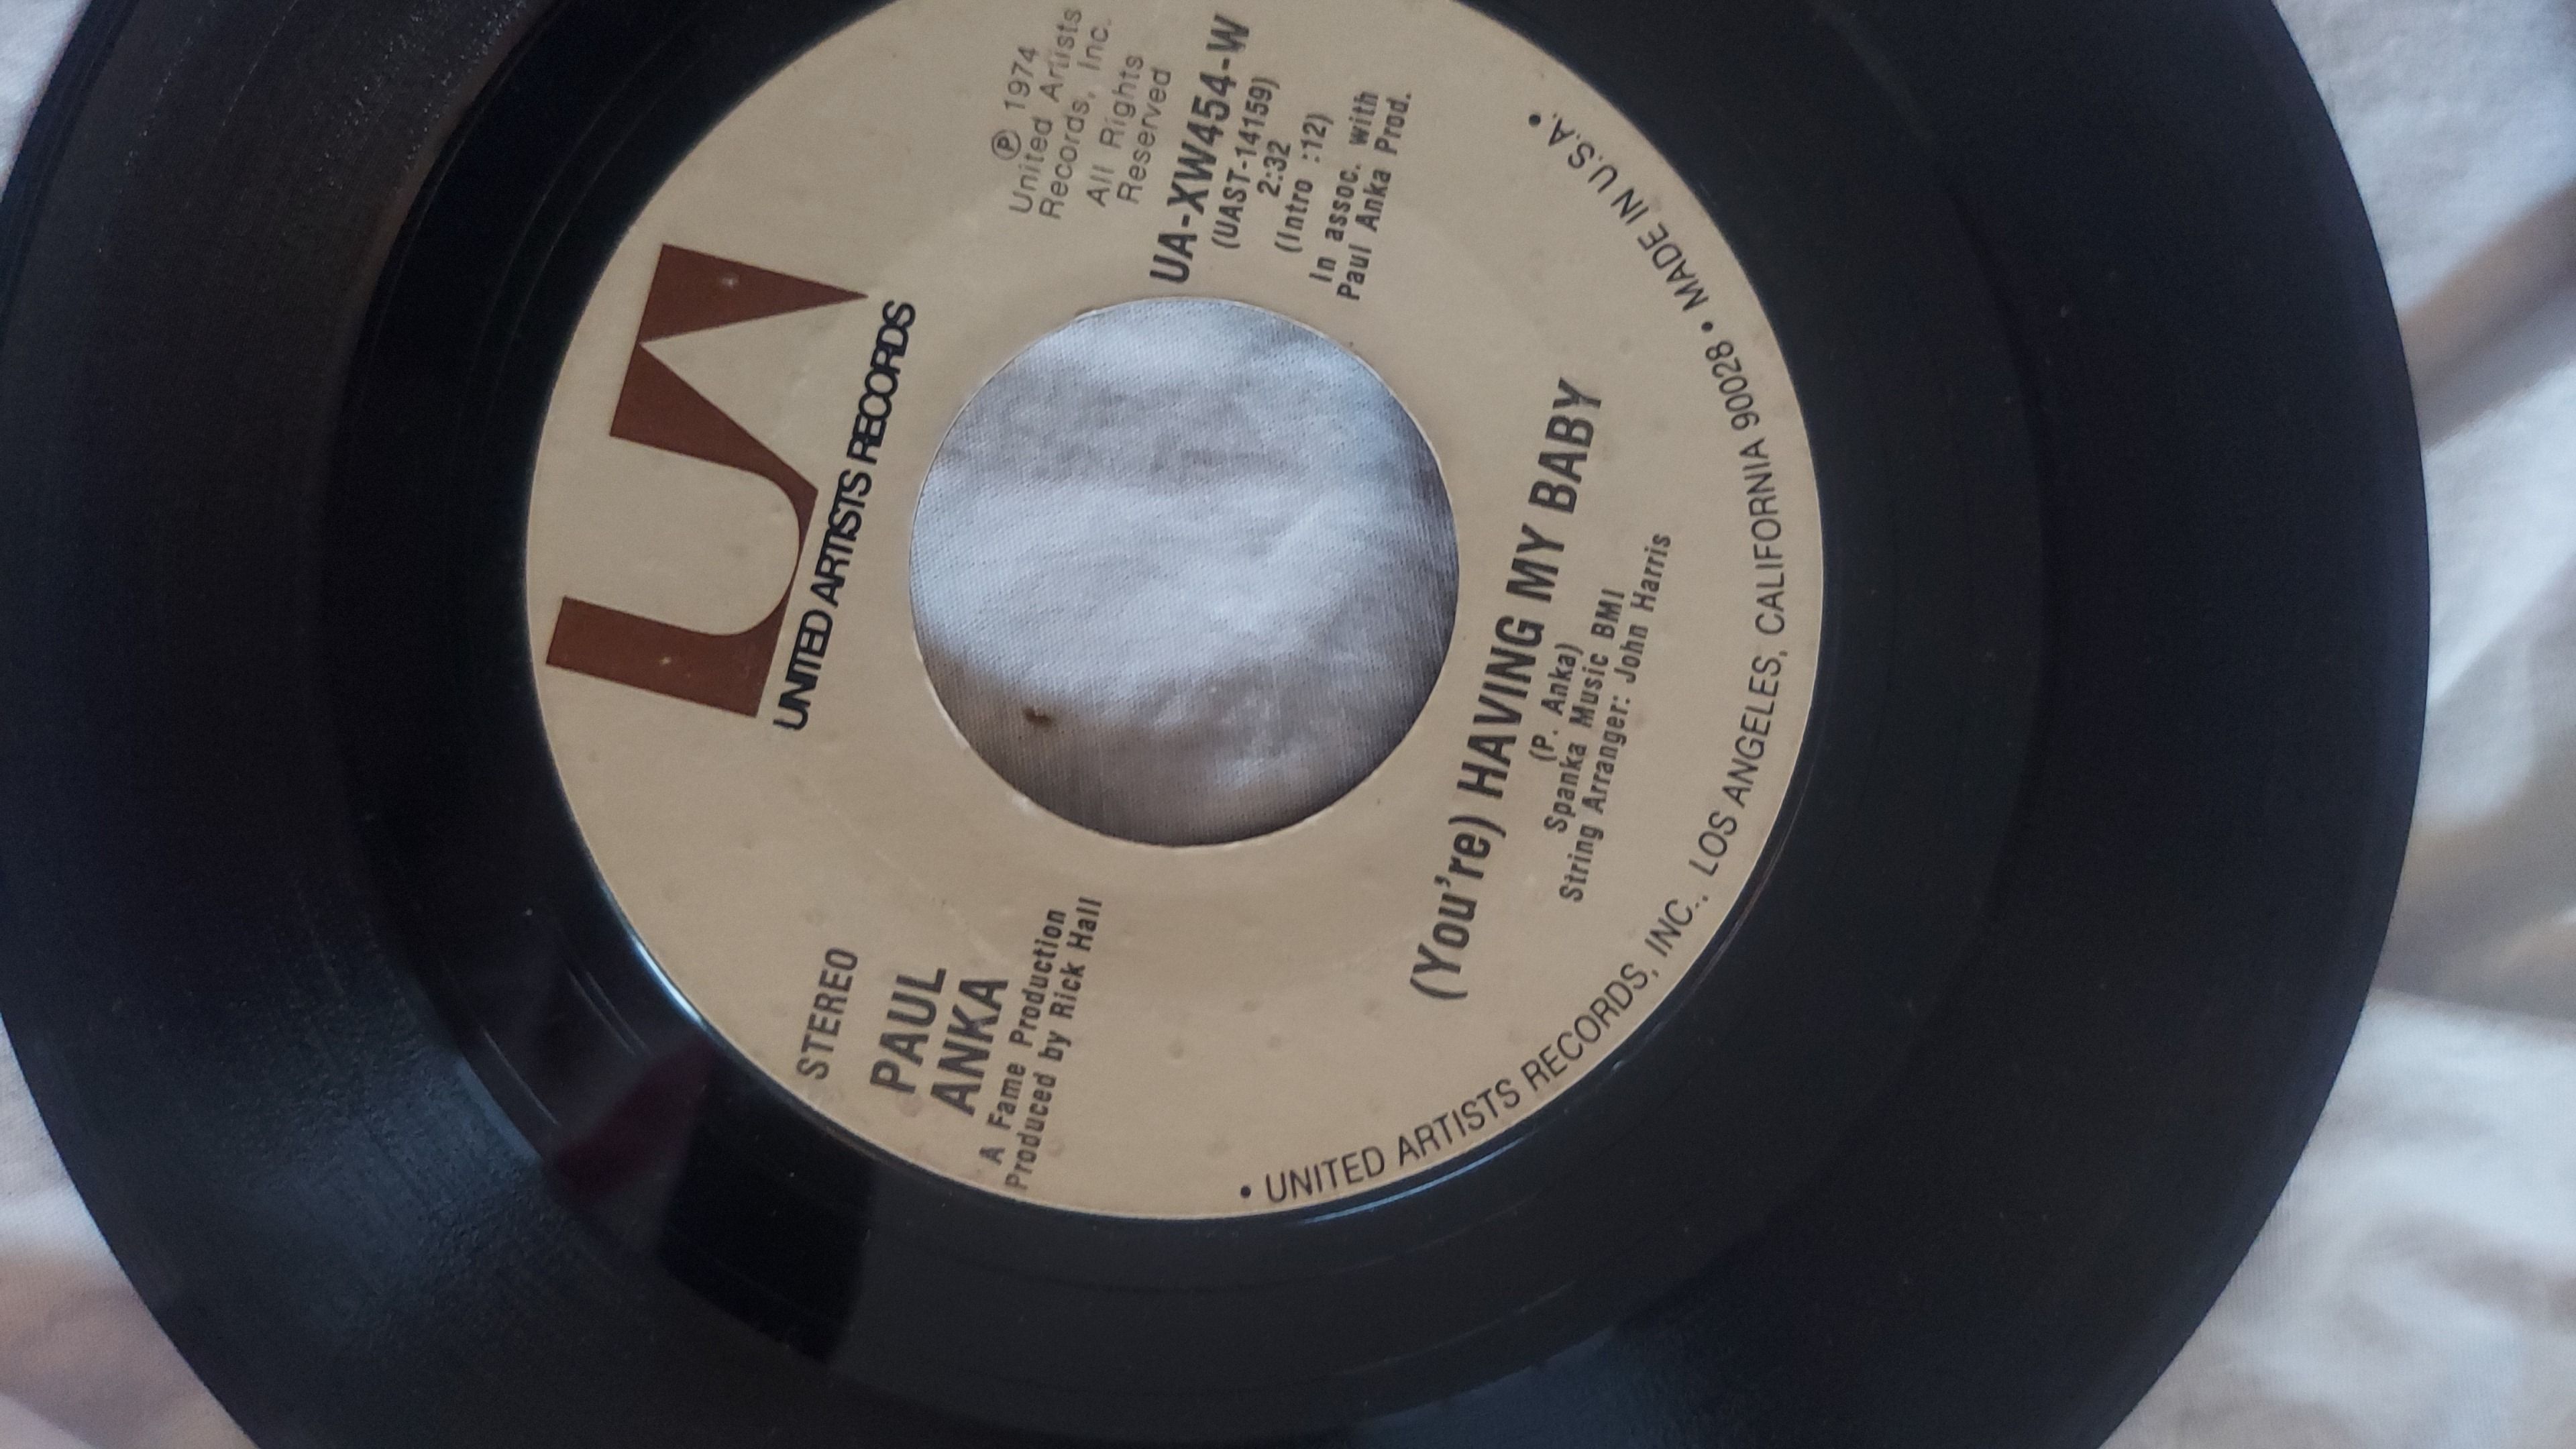 UA
UNITED ARTISTS RECORDS
STEREO
PAUL
ANKA
A Fame Production
Produced by Rick Hall
Ⓟ 1974
United Artists
Records, Inc.
All Rights
Reserved
UA-XW454-W
(UAST-14159)
2:32
(Intro :12)
In assoc. with
Paul Anka Prod.
(You're) HAVING MY BABY
(P. Anka)
Spanka Music BMI
String Arranger: John Harris
• UNITED ARTISTS RECORDS, INC., LOS ANGELES, CALIFORNIA 90028 • MADE IN U.S.A. •